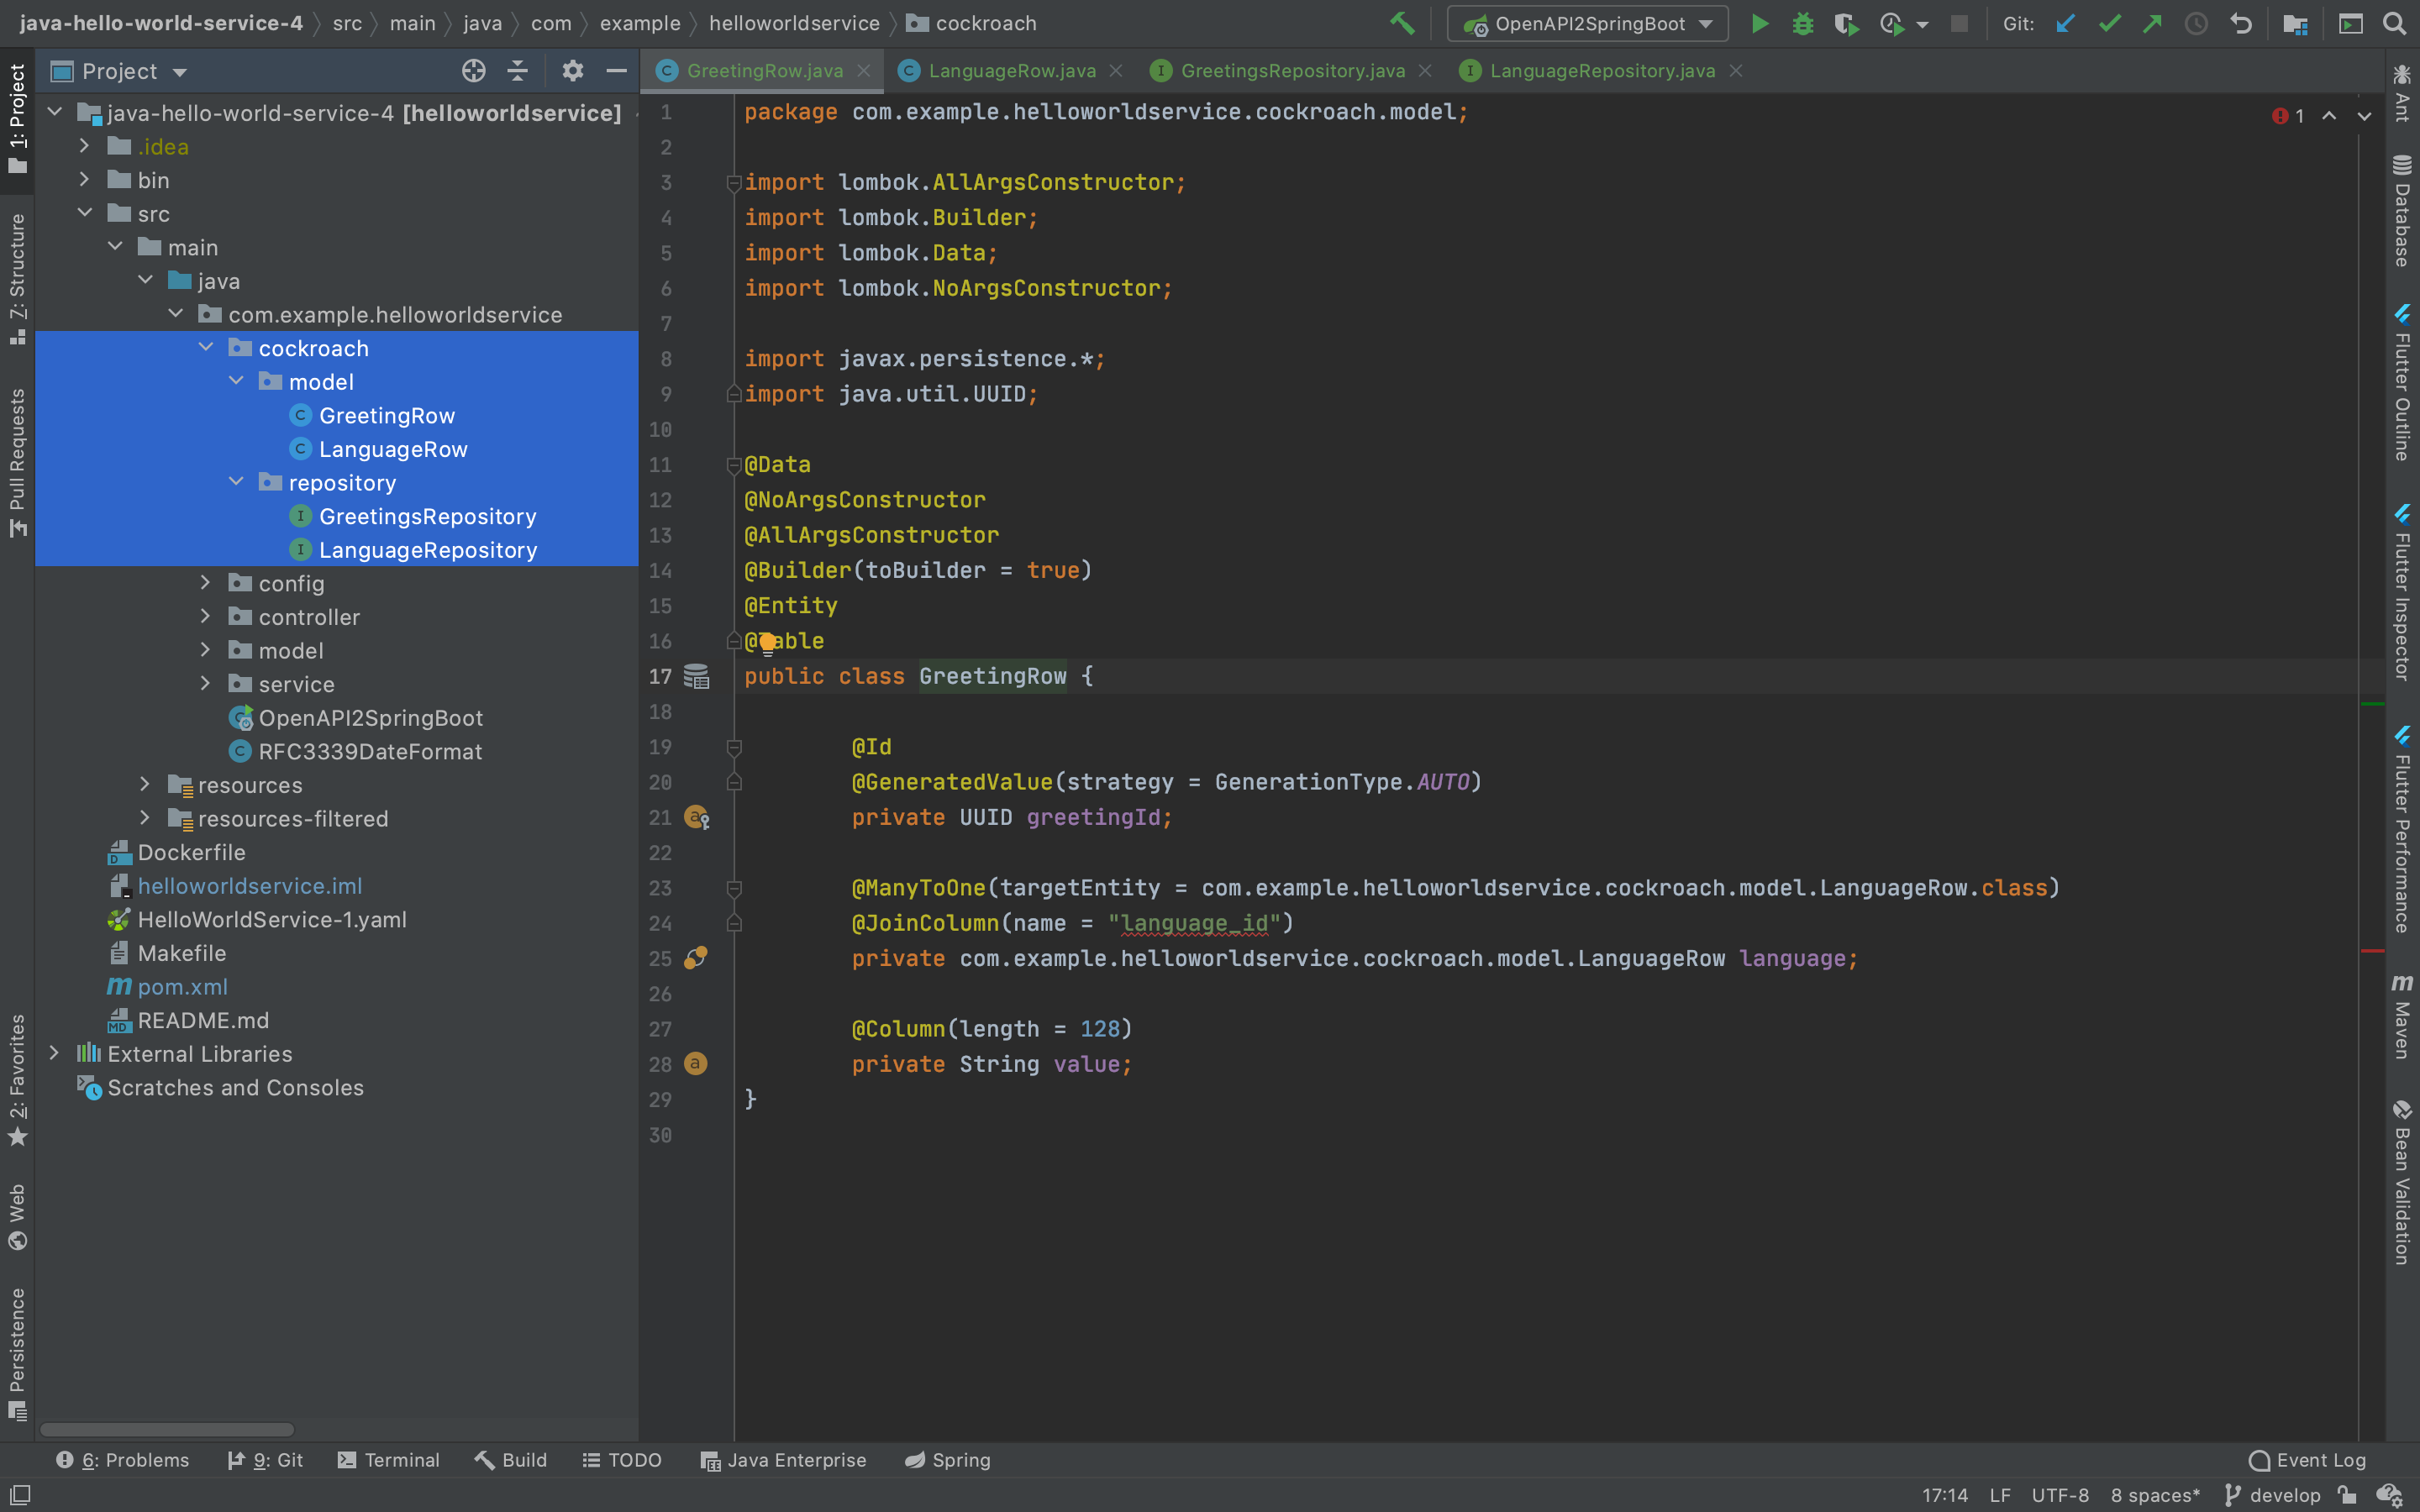 java-hello-world-service-4 src main java com example helloworldservice cockroach
OpenAPI2SpringBoot
Git:
Project
GreetingRow.java
LanguageRow.java
GreetingsRepository.java
LanguageRepository.java
1: Project
Z: Structure
Pull Requests
2: Favorites
Web
Persistence
java-hello-world-service-4 [helloworldservice]
.idea
bin
src
main
java
com.example.helloworldservice
cockroach
model
GreetingRow
LanguageRow
repository
GreetingsRepository
LanguageRepository
config
controller
model
service
OpenAPI2SpringBoot
RFC3339DateFormat
resources
resources-filtered
Dockerfile
helloworldservice.iml
HelloWorldService-1.yaml
Makefile
pom.xml
README.md
External Libraries
Scratches and Consoles
1 package com.example.helloworldservice.cockroach.model;
2
3 import lombok.AllArgsConstructor;
4 import lombok.Builder;
5 import lombok.Data;
6 import lombok.NoArgsConstructor;
7
8 import javax.persistence.*;
9 import java.util.UUID;
10
11 @Data
12 @NoArgsConstructor
13 @AllArgsConstructor
14 @Builder(toBuilder = true)
15 @Entity
16 @Table
17 public class GreetingRow {
18
19 @Id
20 @GeneratedValue(strategy = GenerationType.AUTO)
21 private UUID greetingId;
22
23 @ManyToOne(targetEntity = com.example.helloworldservice.cockroach.model.LanguageRow.class)
24 @JoinColumn(name = "language_id")
25 private com.example.helloworldservice.cockroach.model.LanguageRow language;
26
27 @Column(length = 128)
28 private String value;
29 }
30
1
Ant
Database
Flutter Outline
Flutter Inspector
Flutter Performance
Maven
Bean Validation
6: Problems
9: Git
Terminal
Build
TODO
Java Enterprise
Spring
Event Log
17:14 LF UTF-8 8 spaces* develop